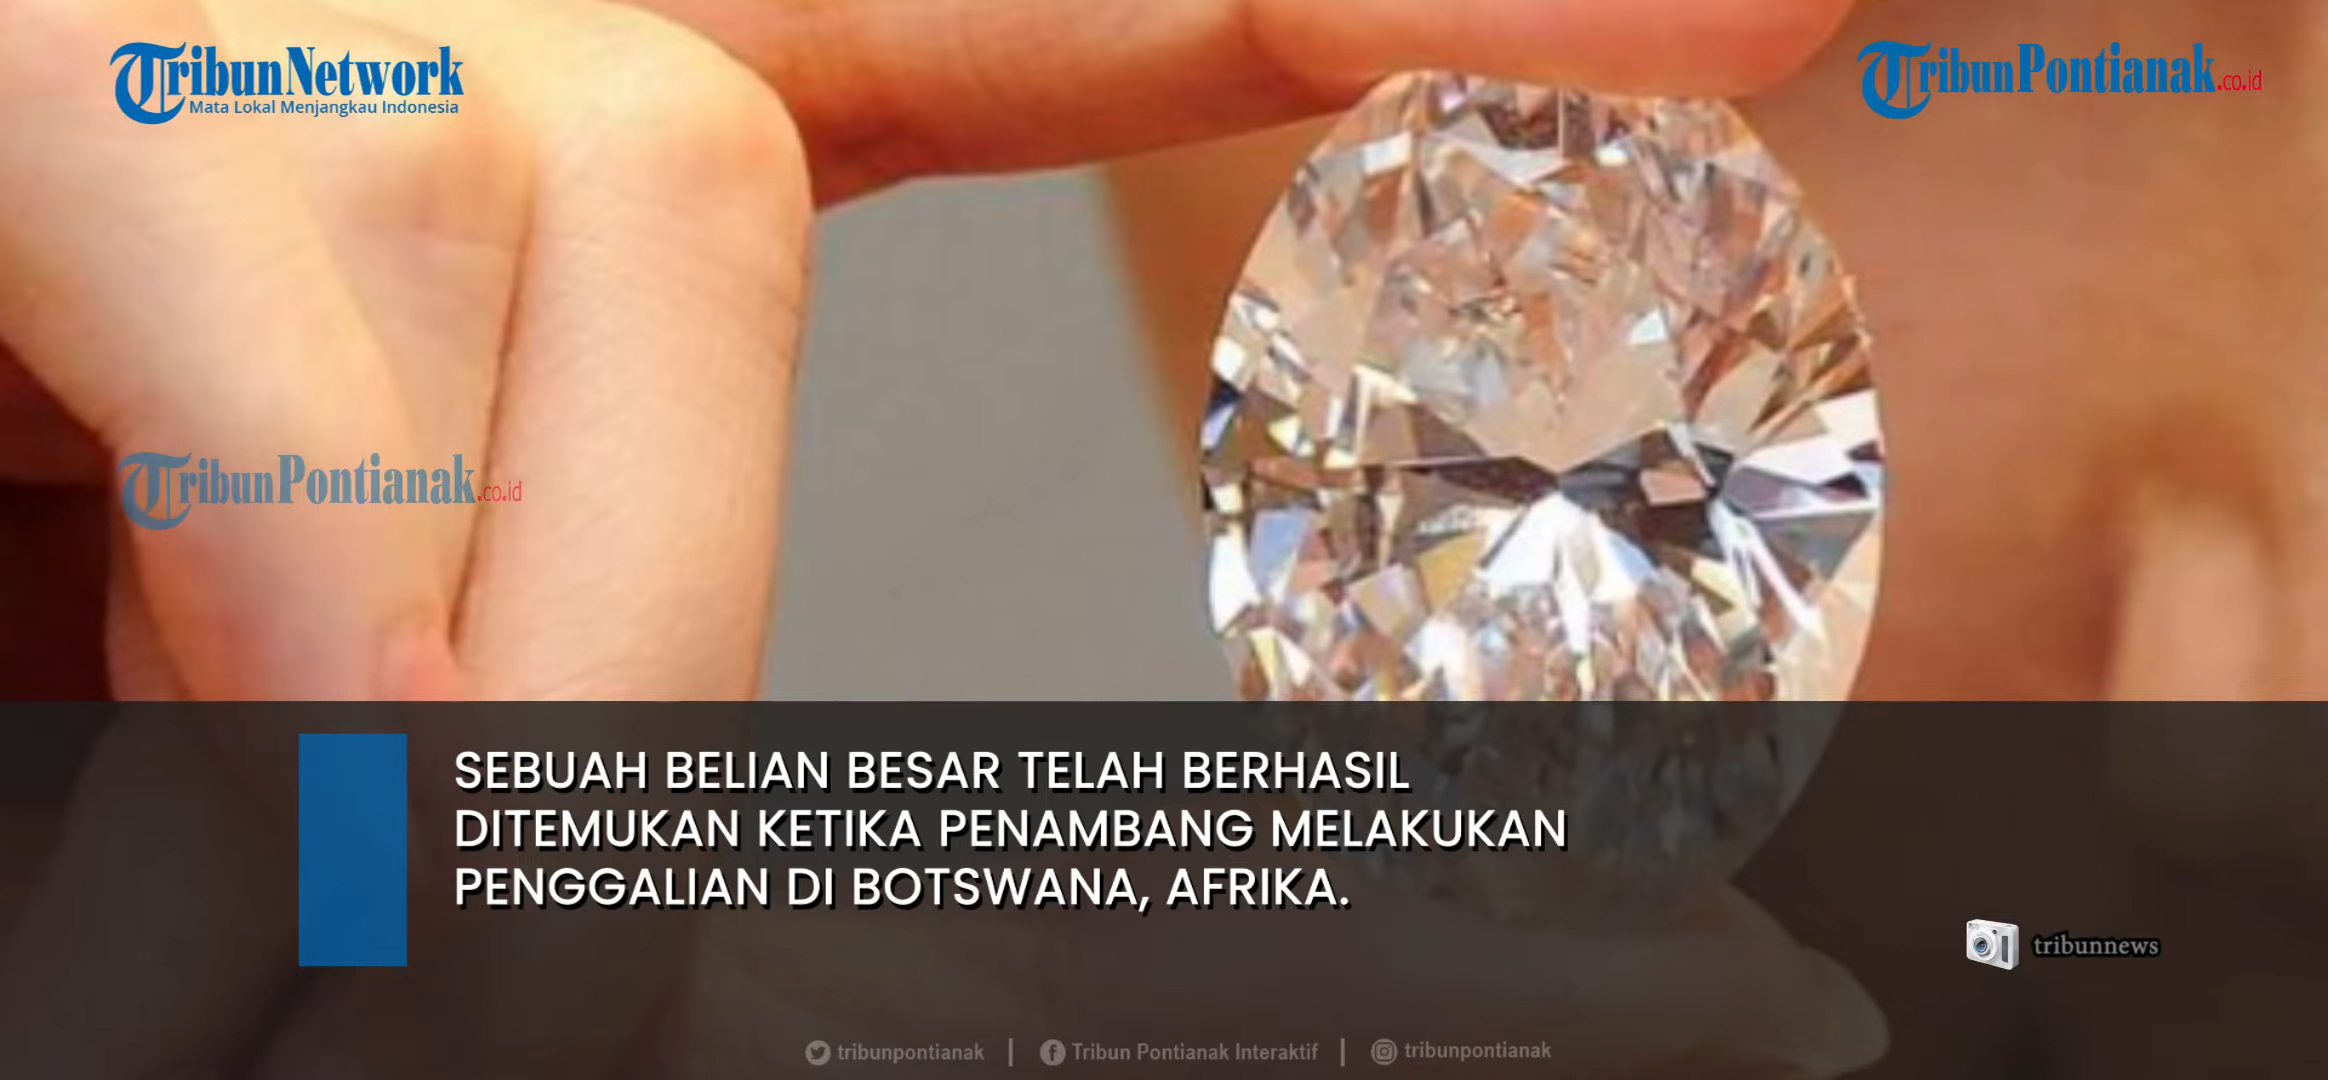 TribunNetwork
Mata Lokal Menjangkau Indonesia
TribunPontianak.co.id
TribunPontianak.co.id
SEBUAH BELIAN BESAR TELAH BERHASIL
DITEMUKAN KETIKA PENAMBANG MELAKUKAN
PENGGALIAN DI BOTSWANA, AFRIKA.
tribunnews
tribunpontianak | Tribun Pontianak Interaktif | tribunpontianak